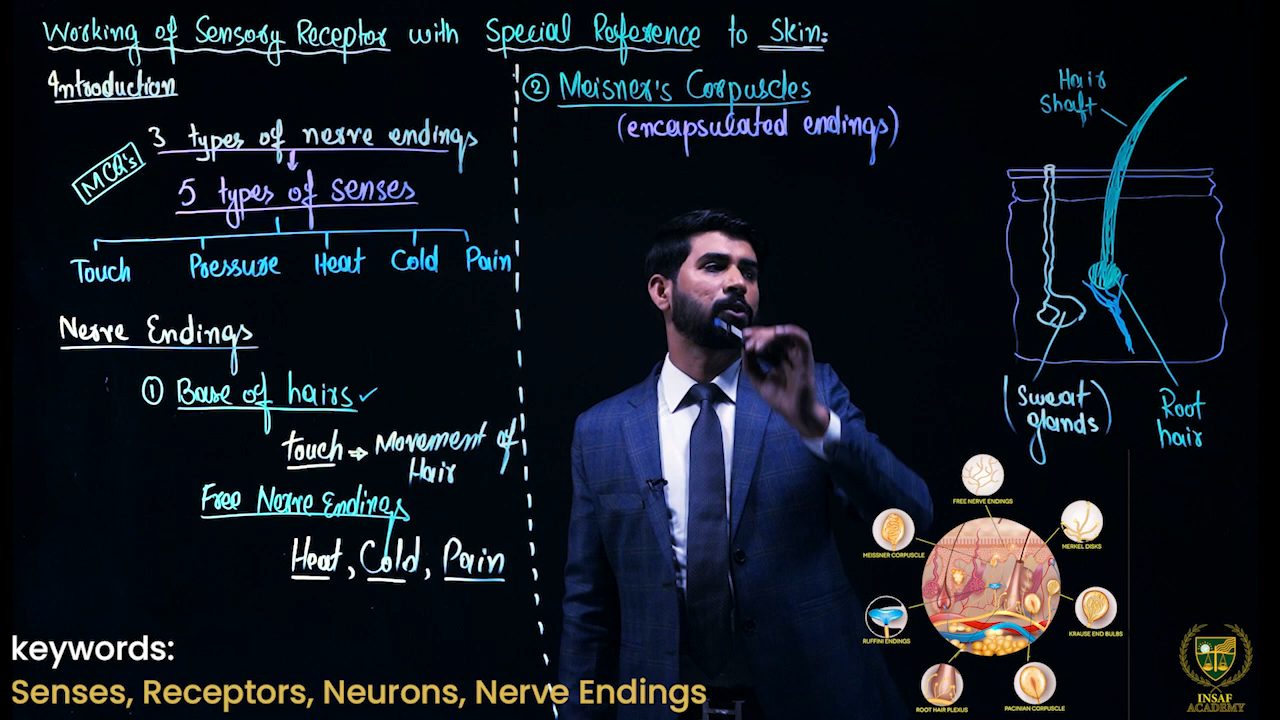 Working of Sensory Receptor with Special Reference to Skin:
Introduction
3 types of nerve endings
MCQ's
5 types of senses
Touch Pressure Heat Cold Pain
Nerve Endings
① Base of hairs ✓
touch ⇒ Movement of
Hair
Free Nerve Endings
Heat, Cold, Pain
② Meisner's Corpuscles
(encapsulated endings)
Hair
Shaft
(Sweat
glands)
Root
hair
FREE NERVE ENDINGS
MEISSNER CORPUSCLE
MERKEL DISKS
RUFFINI ENDINGS
KRAUSE END BULBS
ROOT HAIR PLEXUS
PACINIAN CORPUSCLE
keywords:
Senses, Receptors, Neurons, Nerve Endings
INSAF
ACADEMY